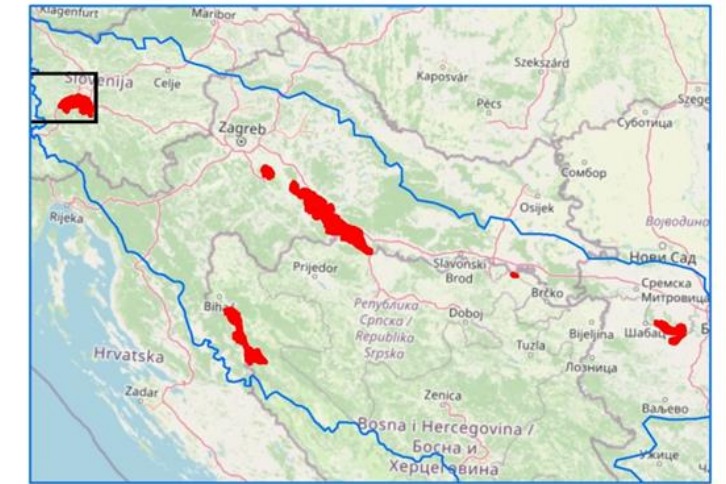 Klagenfurt
Maribor
Slovenija
Celje
Kaposvár
Szekszárd
Pécs
Szege
Суботица
Zagreb
Сомбор
Rijeka
Osijek
Војводина
Нови Сад
Prijedor
Slavonski
Brod
Brčko
Сремска
Митровица
Република
Српска /
Republika
Srpska
Doboj
Bijeljina
Шабац
Б
Tuzla
Лозница
Hrvatska
Zadar
Zenica
Ваљево
Bosna i Hercegovina /
Босна и
Херцеговина
Ужице